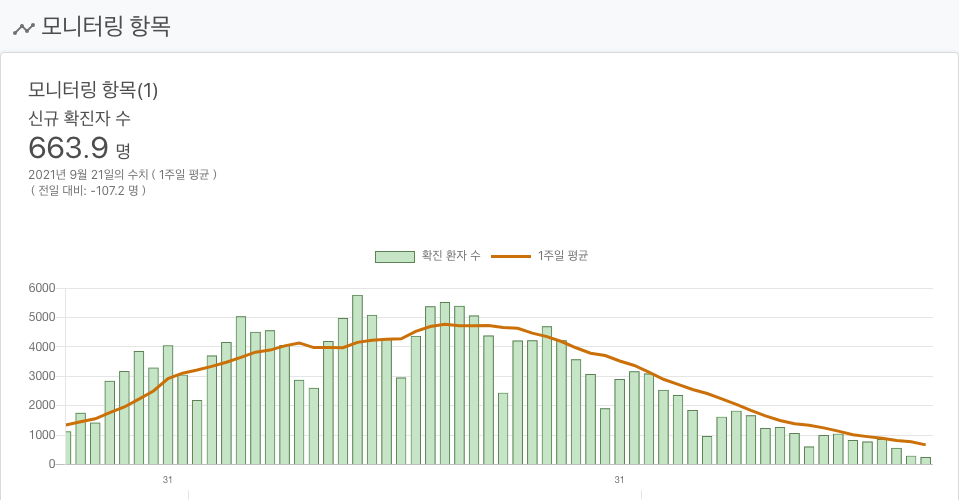 모니터링 항목
모니터링 항목(1)
신규 확진자 수
663.9 명
2021년 9월 21일의 수치 ( 1주일 평균 )
( 전일 대비: -107.2 명 )
확진 환자 수
1주일 평균
6000
5000
4000
3000
2000
1000
0
31
31